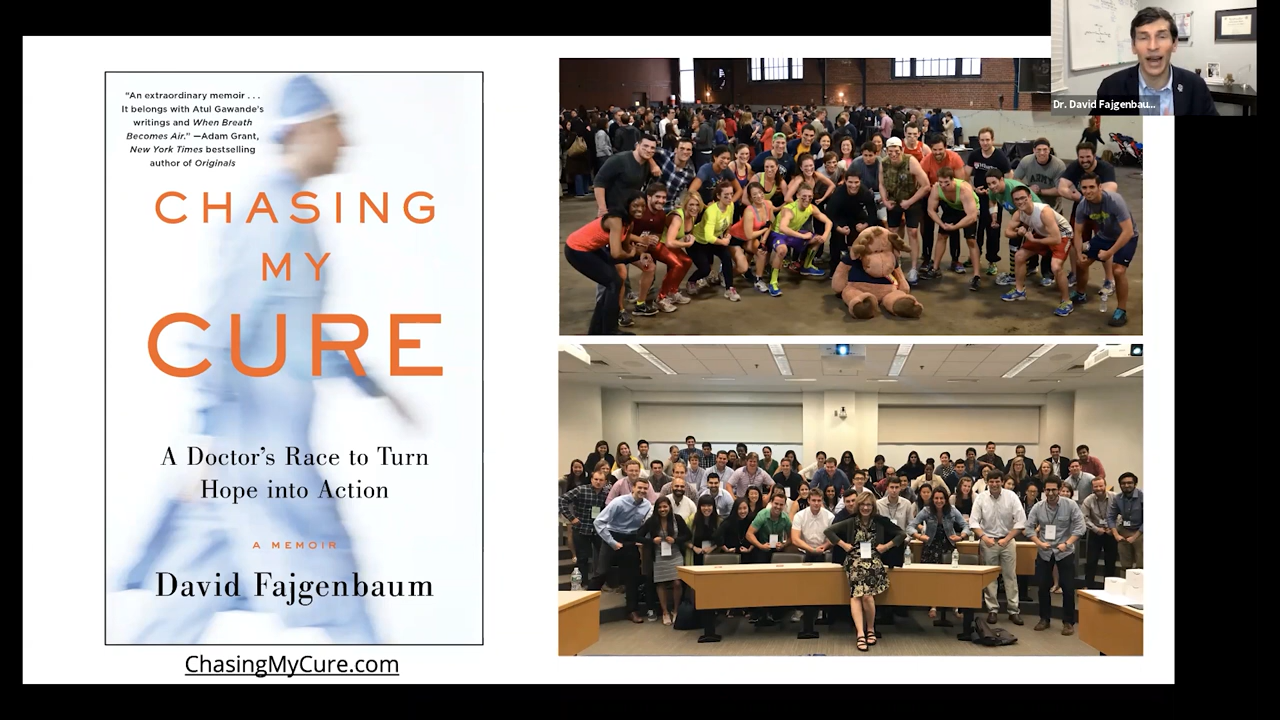 "An extraordinary memoir . . .
It belongs with Atul Gawande's
writings and When Breath
Becomes Air." —Adam Grant,
New York Times bestselling
author of Originals
CHASING
MY
CURE
A Doctor's Race to Turn
Hope into Action
A MEMOIR
David Fajgenbaum
ChasingMyCure.com
Dr. David Fajgenbau...
ARMY